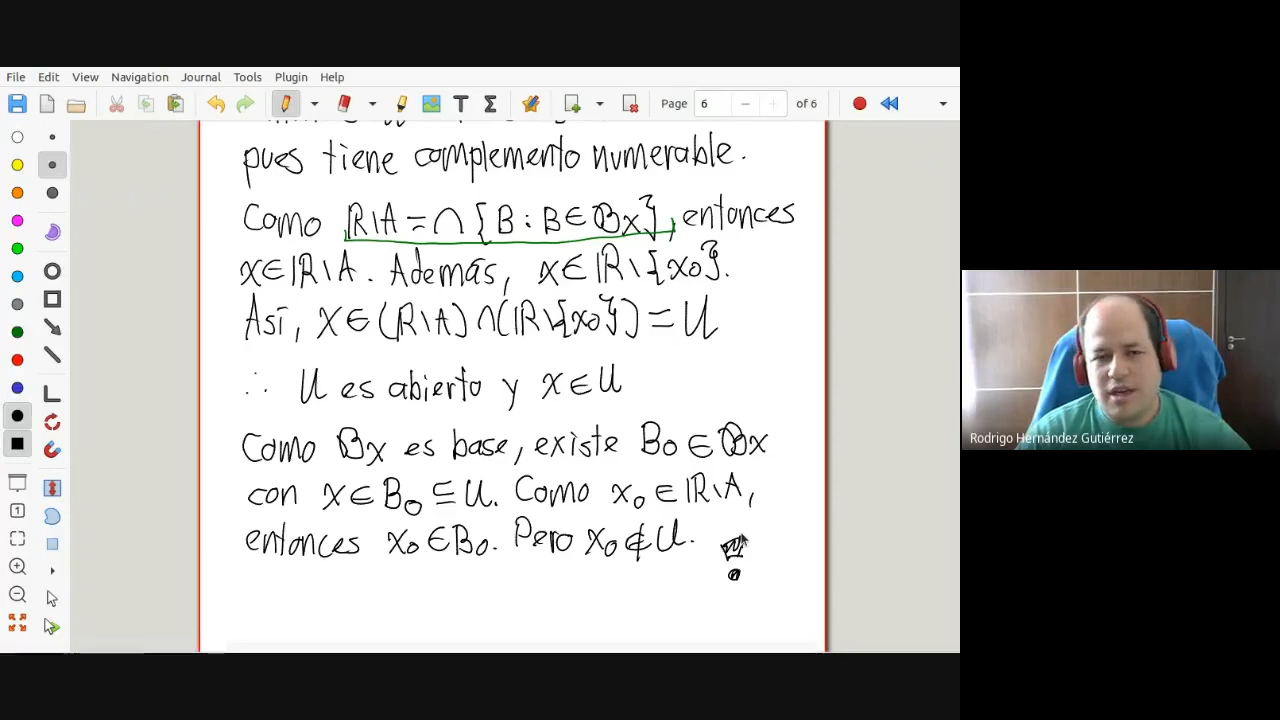 File Edit View Navigation Journal Tools Plugin Help
Page 6 of 6
pues tiene complemento numerable.
Como ℝ\A = ∩ {B : B ∈ ℬx}, entonces
x ∈ ℝ\A. Además, x ∈ ℝ\{x₀}.
Así, x ∈ (ℝ\A) ∩ (ℝ\{x₀}) = U
∴ U es abierto y x ∈ U
Como ℬx es base, existe B₀ ∈ ℬx
con x ∈ B₀ ⊆ U. Como x₀ ∈ ℝ\A,
entonces x₀ ∈ B₀. Pero x₀ ∉ U.
Rodrigo Hernández Gutiérrez